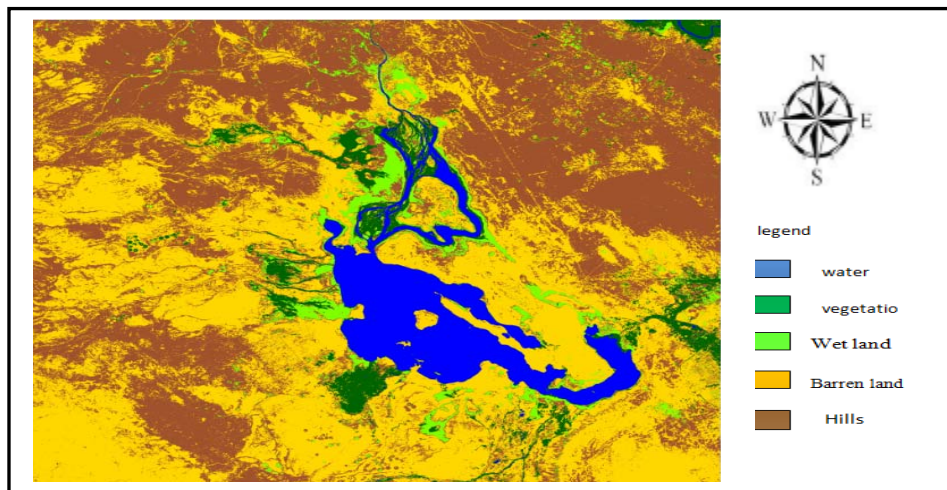 N
W E
S
legend
water
vegetatio
Wet land
Barren land
Hills